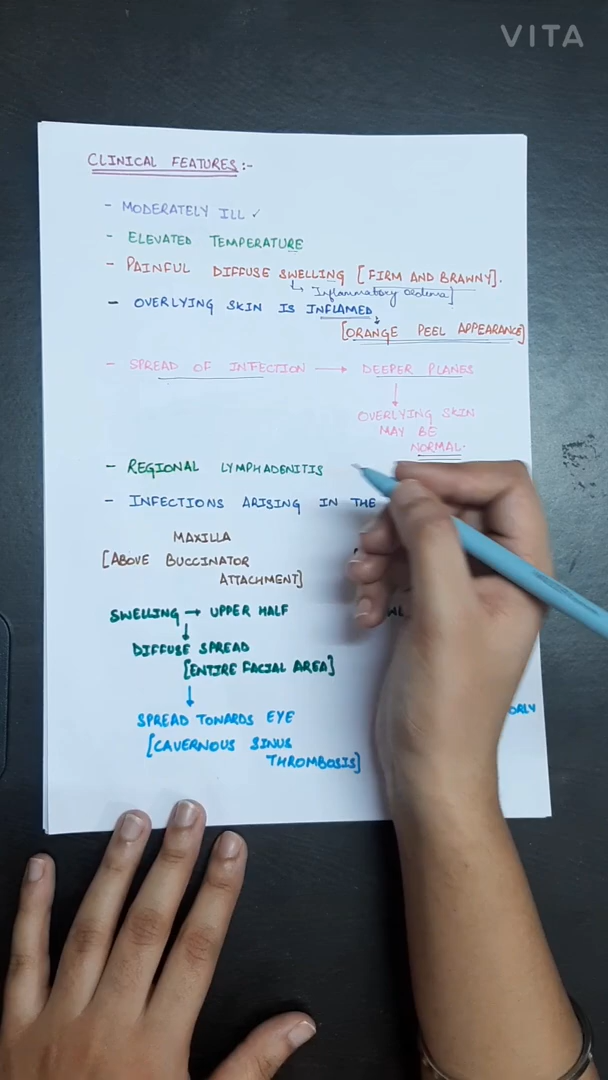 VITA
CLINICAL FEATURES:-
- MODERATELY ILL ✓
- ELEVATED TEMPERATURE
- PAINFUL DIFFUSE SWELLING [FIRM AND BRAWNY].
↳ Inflammatory Oedema]
- OVERLYING SKIN IS INFLAMED
[ORANGE PEEL APPEARANCE]
- SPREAD OF INFECTION → DEEPER PLANES
↓
OVERLYING SKIN
MAY BE
NORMAL.
- REGIONAL LYMPHADENITIS
- INFECTIONS ARISING IN THE
MAXILLA
[ABOVE BUCCINATOR
ATTACHMENT]
SWELLING → UPPER HALF
↓
DIFFUSE SPREAD
[ENTIRE FACIAL AREA]
↓
SPREAD TOWARDS EYE
[CAVERNOUS SINUS
THROMBOSIS]